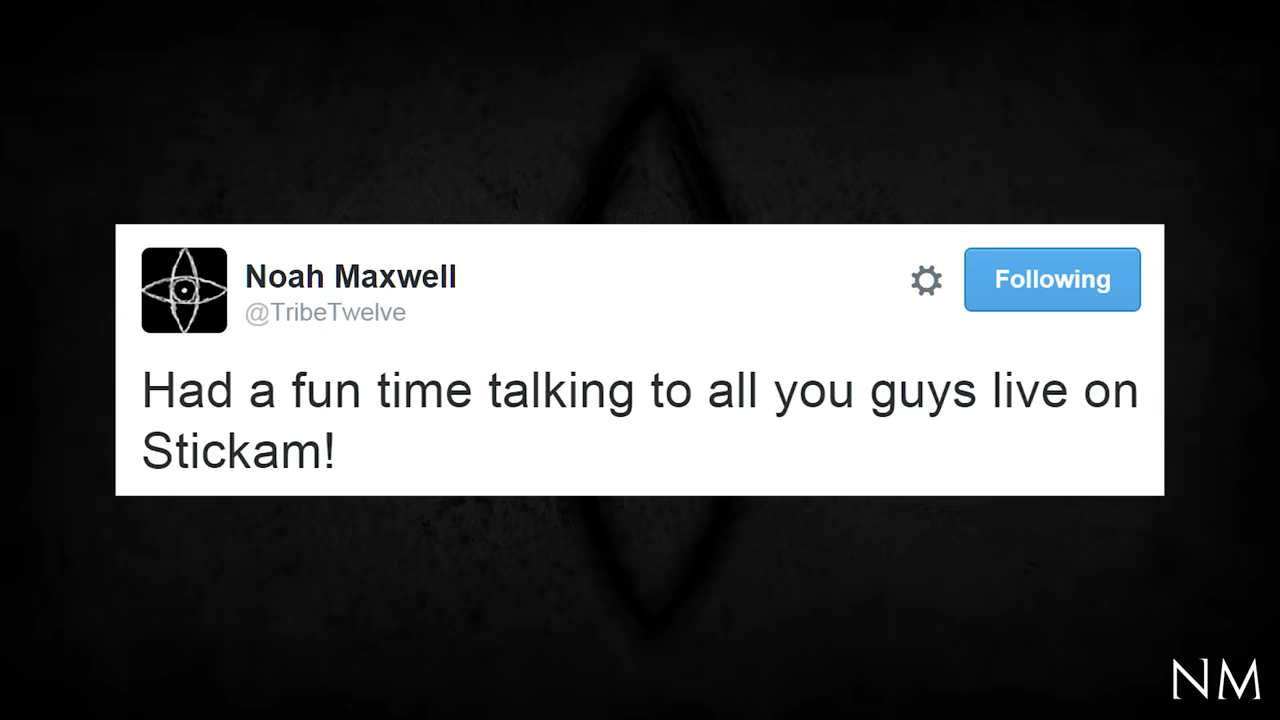 Noah Maxwell
@TribeTwelve
Following
Had a fun time talking to all you guys live on
Stickam!
NM